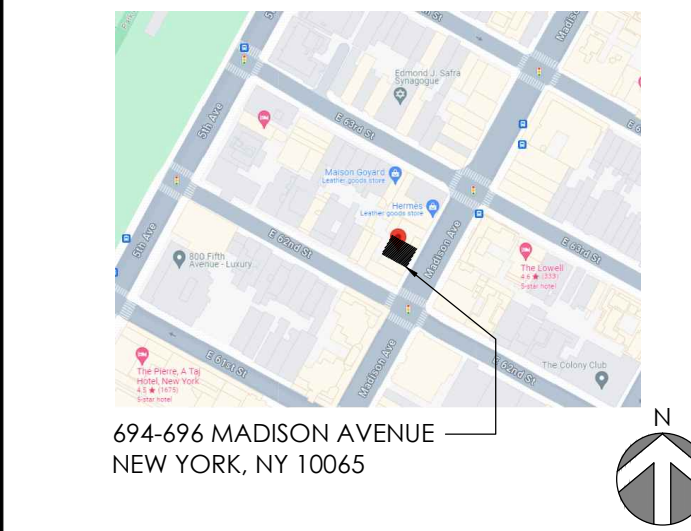 5th Ave
E 63rd St
Madison Ave
Edmond J. Safra
Synagogue
Maison Goyard
Leather goods store
Hermès
Leather goods store
E 62nd St
5th Ave
800 Fifth
Avenue - Luxury...
Madison Ave
E 63rd St
The Lowell
4.6 ★ (333)
5-star hotel
E 61st St
The Pierre, A Taj
Hotel, New York
4.5 ★ (1675)
5-star hotel
Madison Ave
E 62nd St
The Colony Club
694-696 MADISON AVENUE
NEW YORK, NY 10065
N